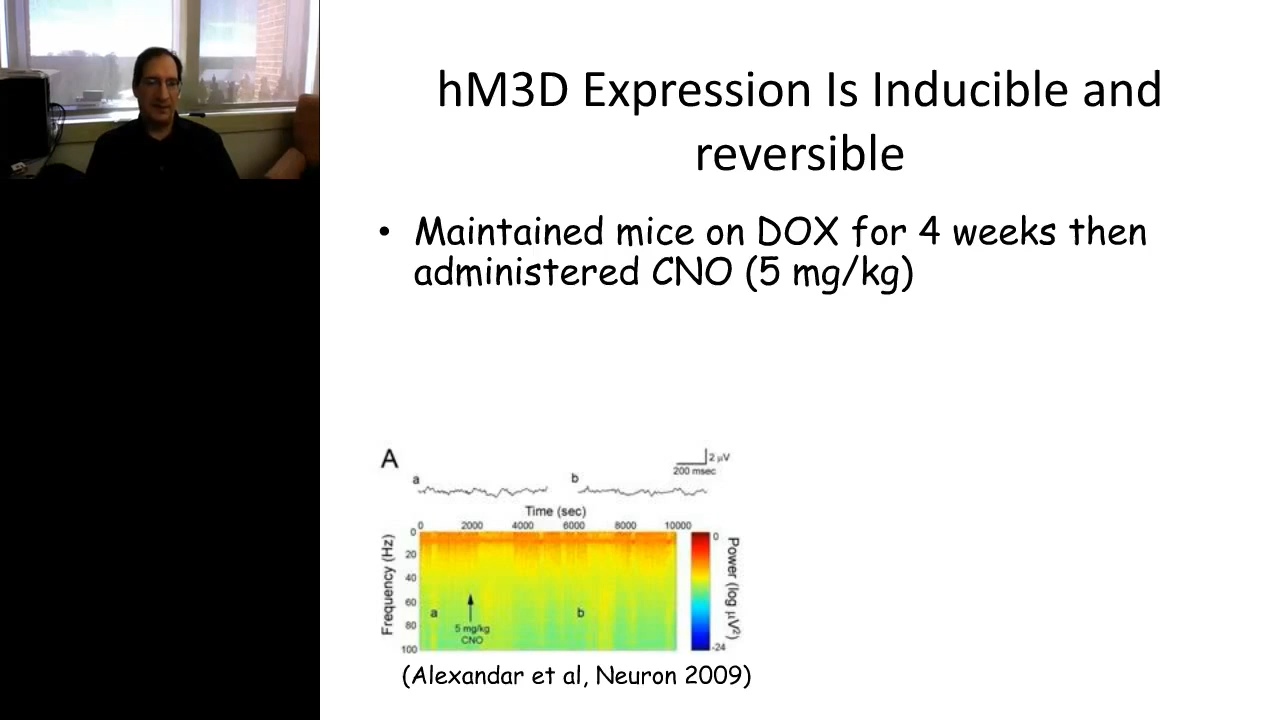 hM3D Expression Is Inducible and
reversible
• Maintained mice on DOX for 4 weeks then
administered CNO (5 mg/kg)
A
2 µV
200 msec
a
b
Time (sec)
0 2000 4000 6000 8000 10000
Frequency (Hz)
0
20
40
60
80
100
a
b
5 mg/kg
CNO
0
-24
Power (log µV²)
(Alexandar et al, Neuron 2009)